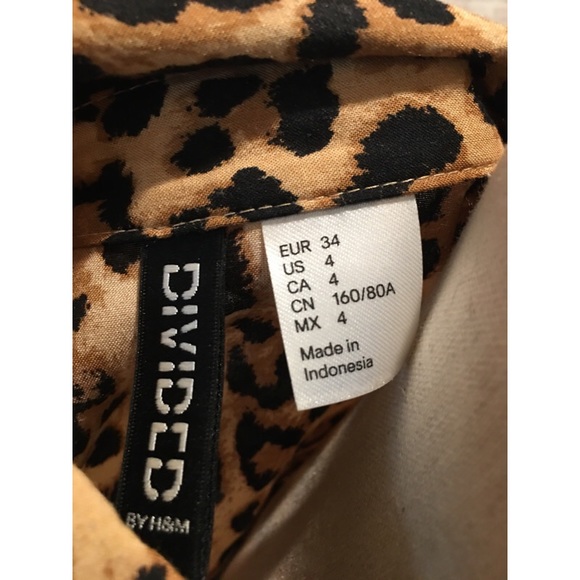 DIVIDED
BY H&M
EUR 34
US 4
CA 4
CN 160/80A
MX 4
Made in
Indonesia